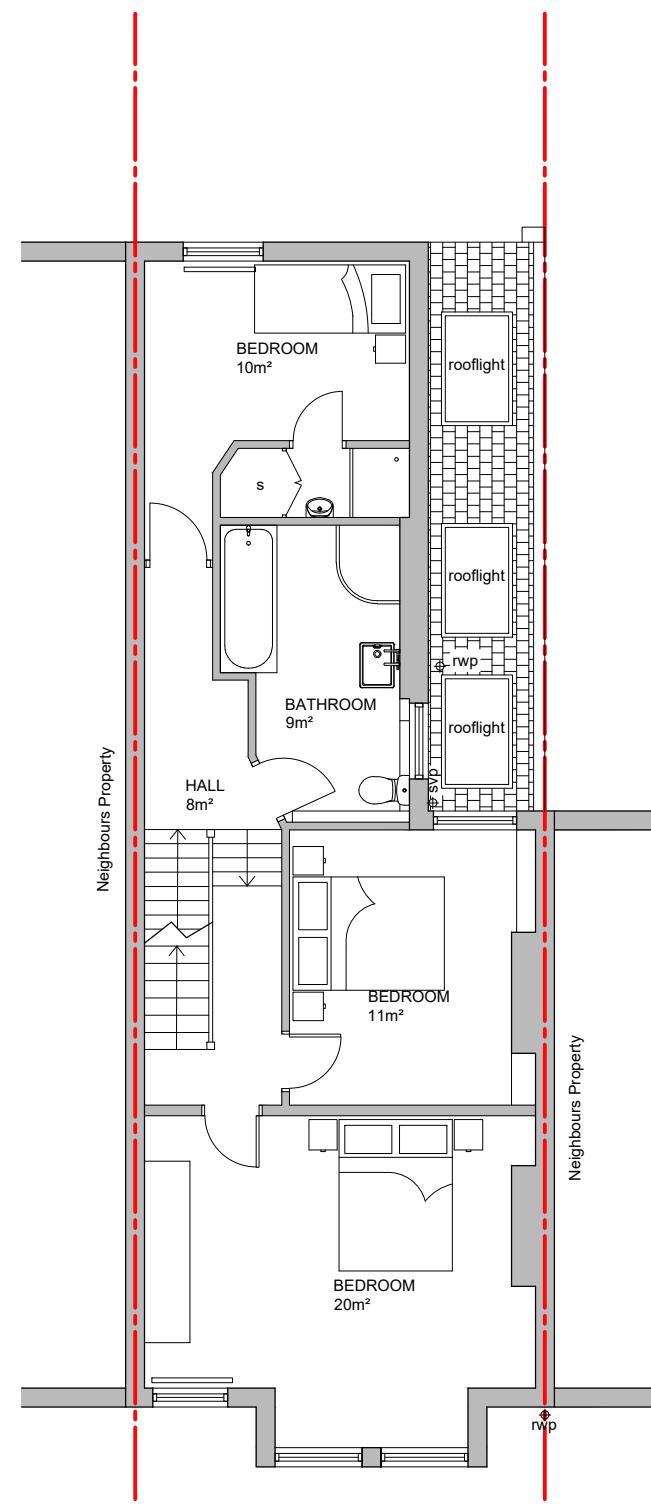 BEDROOM
10m²
rooflight
s
rooflight
rwp
BATHROOM
9m²
rooflight
Neighbours Property
HALL
8m²
svp
BEDROOM
11m²
Neighbours Property
BEDROOM
20m²
rwp